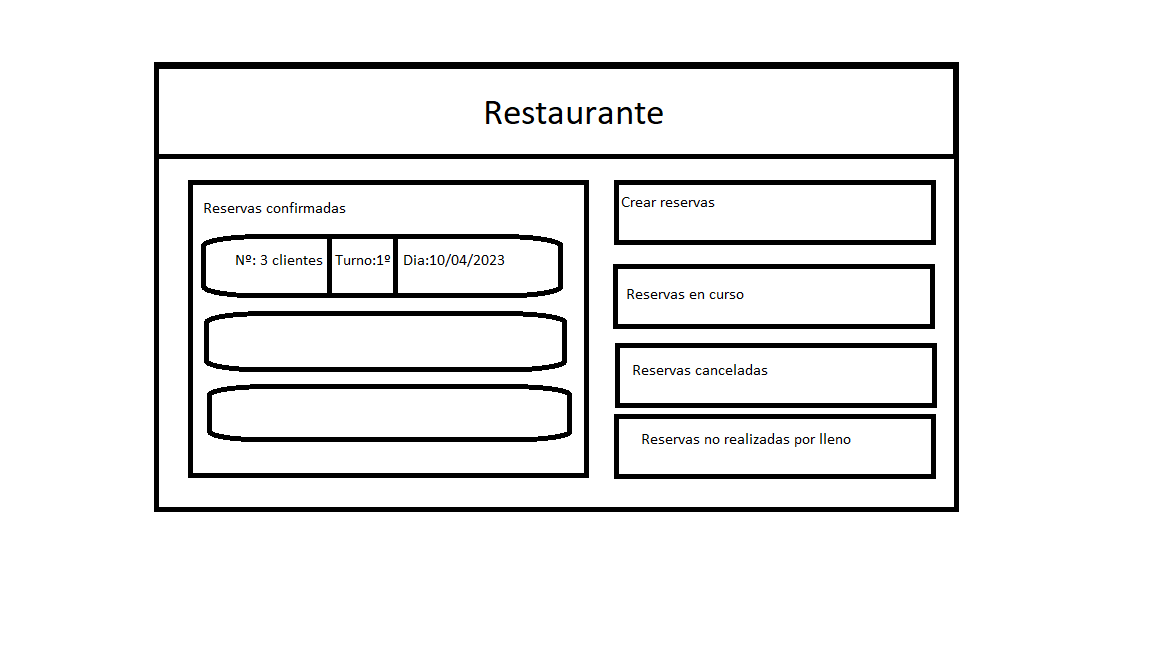 Restaurante
Reservas confirmadas
Nº: 3 clientes Turno:1º Dia:10/04/2023
Crear reservas
Reservas en curso
Reservas canceladas
Reservas no realizadas por lleno